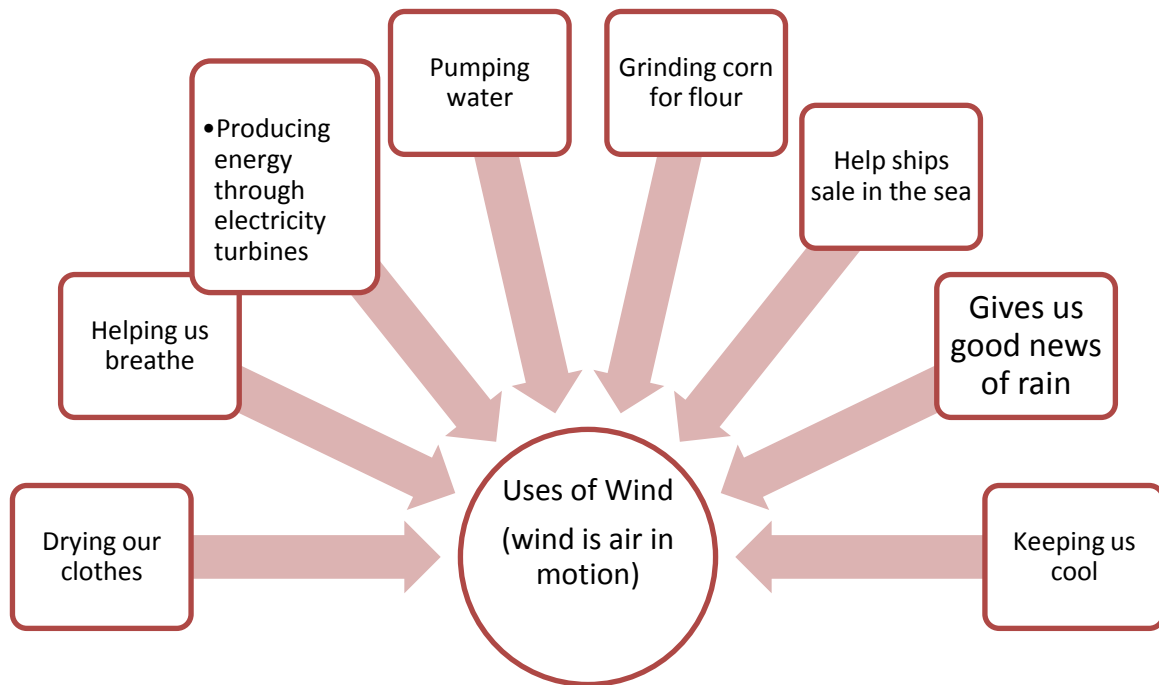 Drying our
clothes
Helping us
breathe
•Producing
energy
through
electricity
turbines
Pumping
water
Grinding corn
for flour
Help ships
sale in the sea
Gives us
good news
of rain
Keeping us
cool
Uses of Wind
(wind is air in
motion)